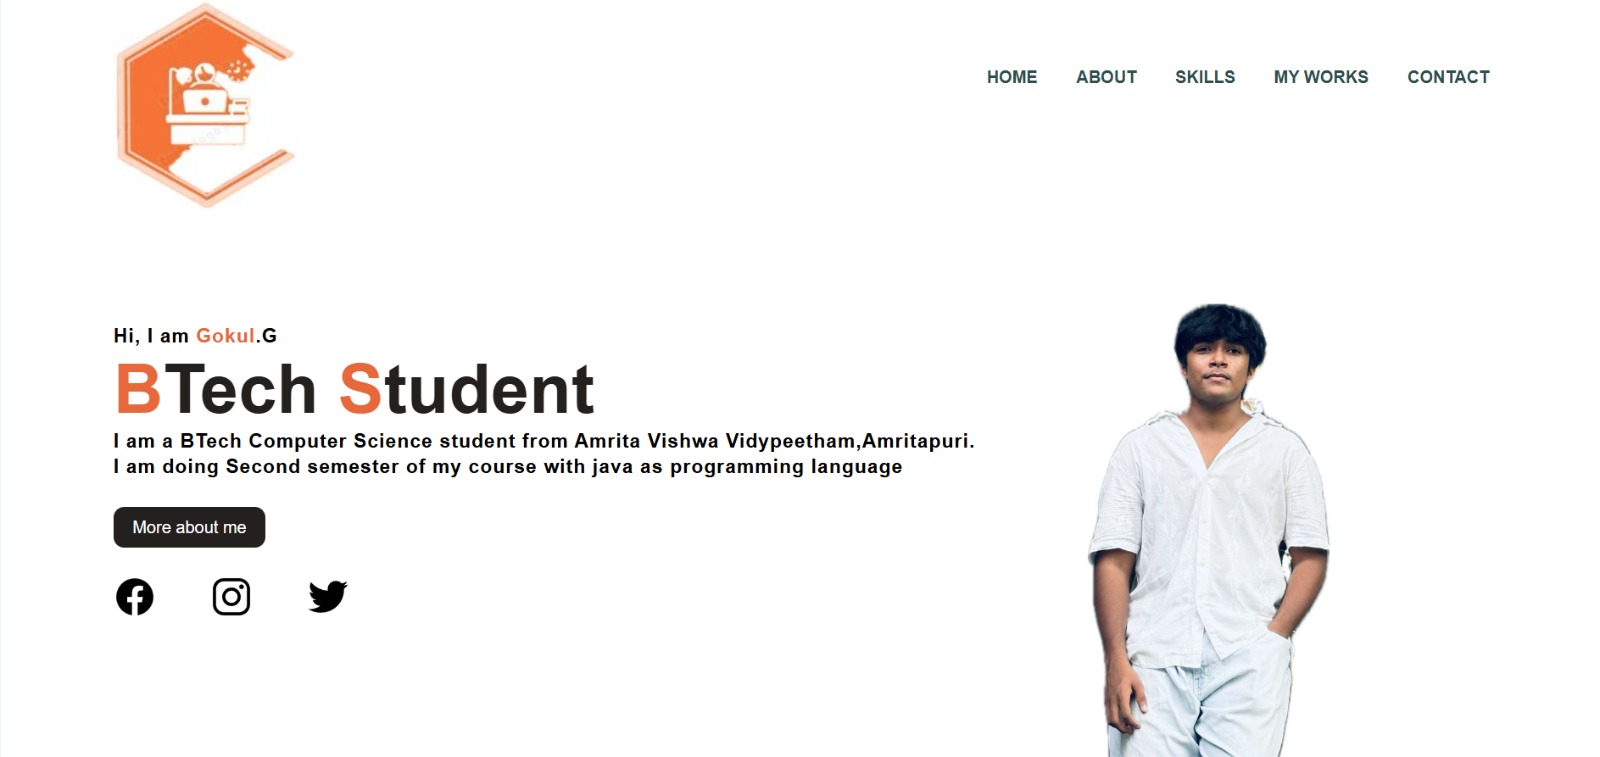 HOME ABOUT SKILLS MY WORKS CONTACT
Hi, I am Gokul.G
BTech Student
I am a BTech Computer Science student from Amrita Vishwa Vidypeetham,Amritapuri.
I am doing Second semester of my course with java as programming language
More about me